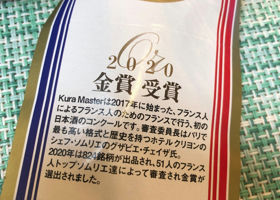 Or
2020
金賞受賞
Kura Masterは2017年に始まった、フランス人
によるフランス人のためのフランスで行う、初の
日本酒のコンクールです。審査委員長はパリで
最も高い格式と歴史を持つホテル クリヨンの
シェフ・ソムリエのグザビエ・チュイザ氏。
2020年は824銘柄が出品され、51人のフランス
人トップソムリエ達によって審査され金賞が
選出されました。